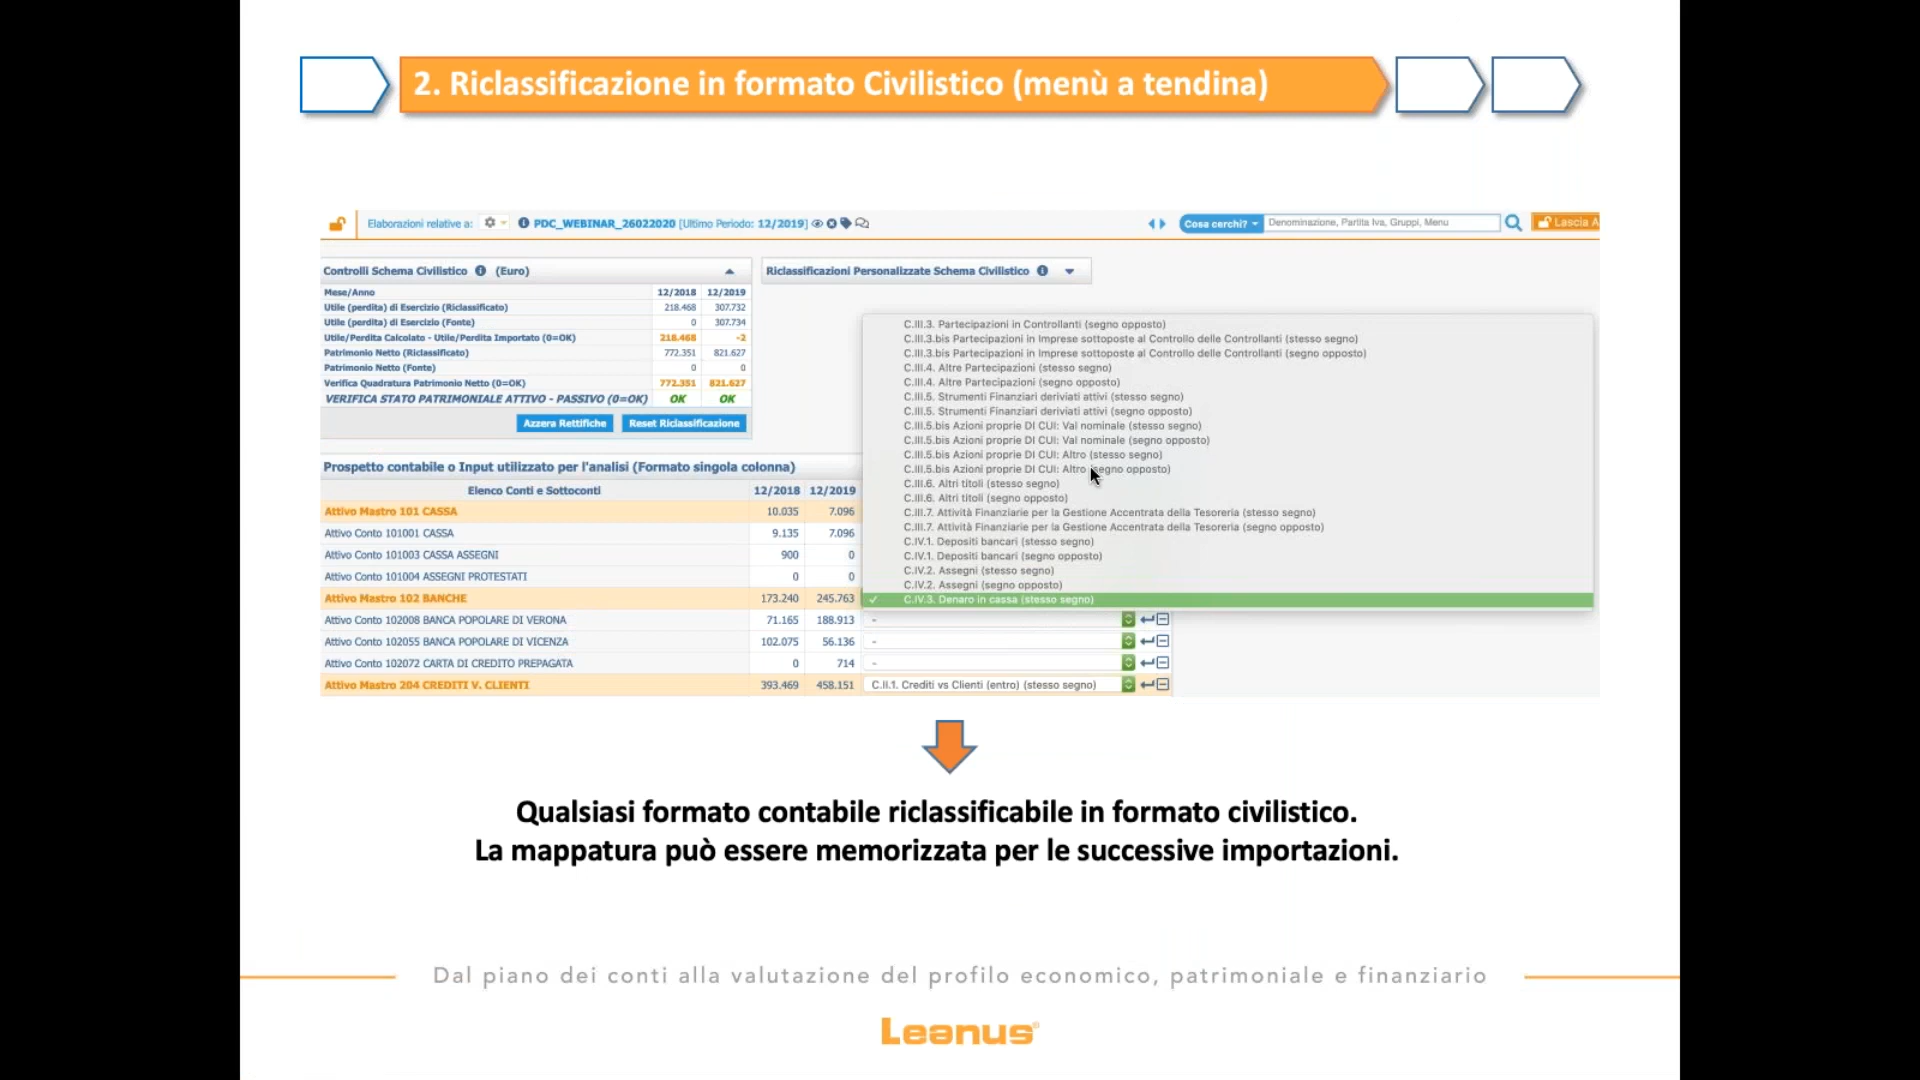 2. Riclassificazione in formato Civilistico (menù a tendina)
Elaborazioni relative a: PDC_WEBINAR_26022020 [Ultimo Periodo: 12/2019] Cosa cerchi? Denominazione, Partita Iva, Gruppi, Menu Lascia A
Controlli Schema Civilistico (Euro)
Riclassificazioni Personalizzate Schema Civilistico
Mese/Anno 12/2018 12/2019
Utile (perdita) di Esercizio (Riclassificato) 218.468 307.732
Utile (perdita) di Esercizio (Fonte) 0 307.734
Utile/Perdita Calcolato - Utile/Perdita Importato (0=OK) 218.468 -2
Patrimonio Netto (Riclassificato) 772.351 821.627
Patrimonio Netto (Fonte) 0 0
Verifica Quadratura Patrimonio Netto (0=OK) 772.351 821.627
VERIFICA STATO PATRIMONIALE ATTIVO - PASSIVO (0=OK) OK OK
Azzera Rettifiche Reset Riclassificazione
C.III.3. Partecipazioni in Controllanti (segno opposto)
C.III.3.bis Partecipazioni in Imprese sottoposte al Controllo delle Controllanti (stesso segno)
C.III.3.bis Partecipazioni in Imprese sottoposte al Controllo delle Controllanti (segno opposto)
C.III.4. Altre Partecipazioni (stesso segno)
C.III.4. Altre Partecipazioni (segno opposto)
C.III.5. Strumenti Finanziari deriviati attivi (stesso segno)
C.III.5. Strumenti Finanziari deriviati attivi (segno opposto)
C.III.5.bis Azioni proprie DI CUI: Val nominale (stesso segno)
C.III.5.bis Azioni proprie DI CUI: Val nominale (segno opposto)
C.III.5.bis Azioni proprie DI CUI: Altro (stesso segno)
C.III.5.bis Azioni proprie DI CUI: Altro (segno opposto)
C.III.6. Altri titoli (stesso segno)
C.III.6. Altri titoli (segno opposto)
C.III.7. Attività Finanziarie per la Gestione Accentrata della Tesoreria (stesso segno)
C.III.7. Attività Finanziarie per la Gestione Accentrata della Tesoreria (segno opposto)
C.IV.1. Depositi bancari (stesso segno)
C.IV.1. Depositi bancari (segno opposto)
C.IV.2. Assegni (stesso segno)
C.IV.2. Assegni (segno opposto)
✓ C.IV.3. Denaro in cassa (stesso segno)
Prospetto contabile o Input utilizzato per l'analisi (Formato singola colonna)
Elenco Conti e Sottoconti 12/2018 12/2019
Attivo Mastro 101 CASSA 10.035 7.096
Attivo Conto 101001 CASSA 9.135 7.096
Attivo Conto 101003 CASSA ASSEGNI 900 0
Attivo Conto 101004 ASSEGNI PROTESTATI 0 0
Attivo Mastro 102 BANCHE 173.240 245.763
Attivo Conto 102008 BANCA POPOLARE DI VERONA 71.165 188.913 -
Attivo Conto 102055 BANCA POPOLARE DI VICENZA 102.075 56.136 -
Attivo Conto 102072 CARTA DI CREDITO PREPAGATA 0 714 -
Attivo Mastro 204 CREDITI V. CLIENTI 393.469 458.151 C.II.1. Crediti vs Clienti (entro) (stesso segno)
Qualsiasi formato contabile riclassificabile in formato civilistico.
La mappatura può essere memorizzata per le successive importazioni.
Dal piano dei conti alla valutazione del profilo economico, patrimoniale e finanziario
Leanus®